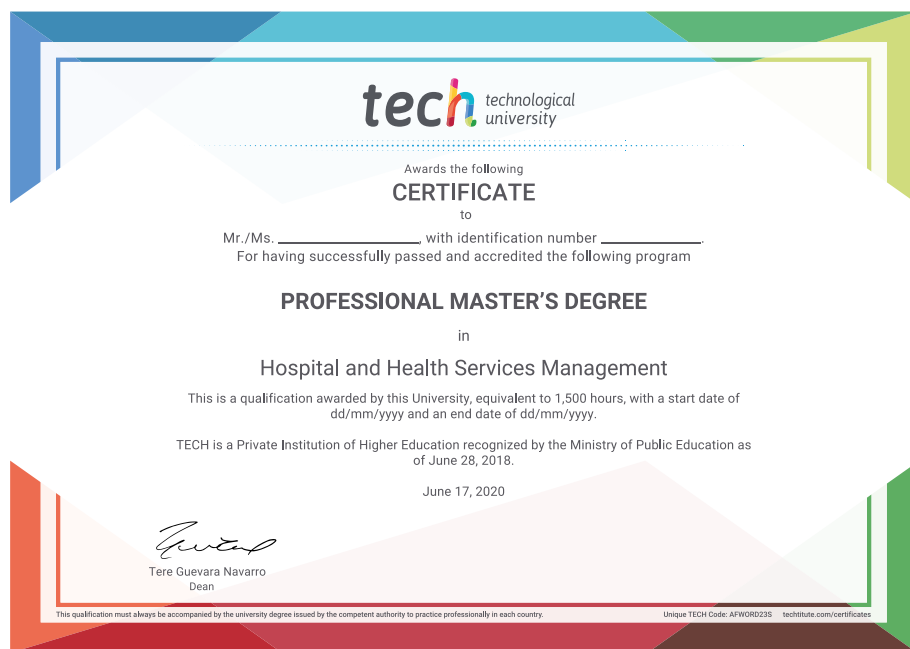 tech technological
university
Awards the following
CERTIFICATE
to
Mr./Ms. ________________, with identification number ____________.
For having successfully passed and accredited the following program
PROFESSIONAL MASTER'S DEGREE
in
Hospital and Health Services Management
This is a qualification awarded by this University, equivalent to 1,500 hours, with a start date of
dd/mm/yyyy and an end date of dd/mm/yyyy.
TECH is a Private Institution of Higher Education recognized by the Ministry of Public Education as
of June 28, 2018.
June 17, 2020
Tere Guevara Navarro
Dean
This qualification must always be accompanied by the university degree issued by the competent authority to practice professionally in each country. Unique TECH Code: AFWORD23S techtitute.com/certificates